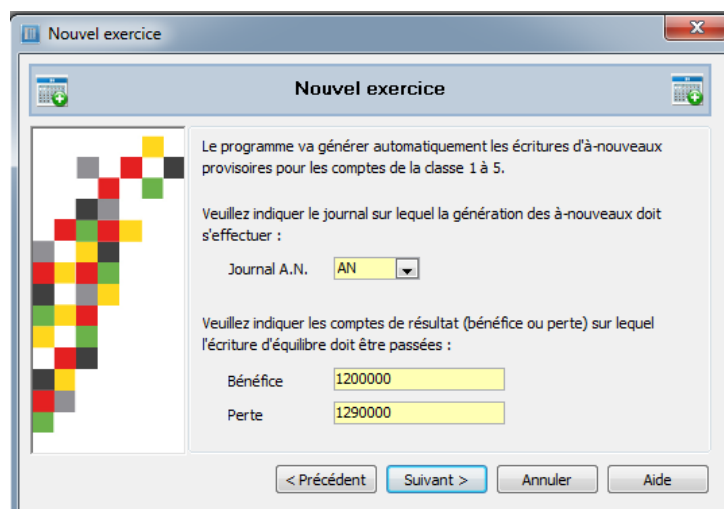 Nouvel exercice
Nouvel exercice
Le programme va générer automatiquement les écritures d'à-nouveaux
provisoires pour les comptes de la classe 1 à 5.
Veuillez indiquer le journal sur lequel la génération des à-nouveaux doit
s'effectuer :
Journal A.N. AN
Veuillez indiquer les comptes de résultat (bénéfice ou perte) sur lequel
l'écriture d'équilibre doit être passées :
Bénéfice 1200000
Perte 1290000
< Précédent Suivant > Annuler Aide